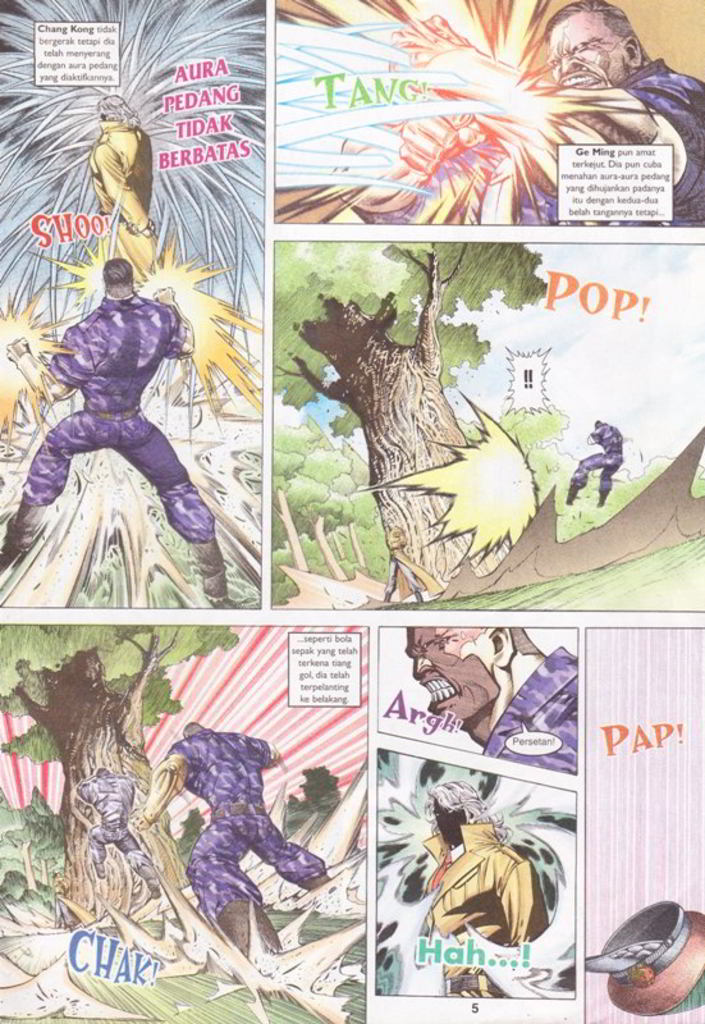 Chang Kong tidak
bergerak tetapi dia
telah menyerang
dengan aura pedang
yang diaktifkannya.
AURA
PEDANG
TIDAK
BERBATAS
SHOO!
TANG!
Ge Ming pun amat
terkejut. Dia pun cuba
menahan aura-aura pedang
yang dihujankan padanya
itu dengan kedua-dua
belah tangannya tetapi...
POP!
!!
...seperti bola
sepak yang telah
terkena tiang
gol, dia telah
terpelanting
ke belakang.
CHAK!
Argh!
Persetan!
Hah...!
PAP!
5